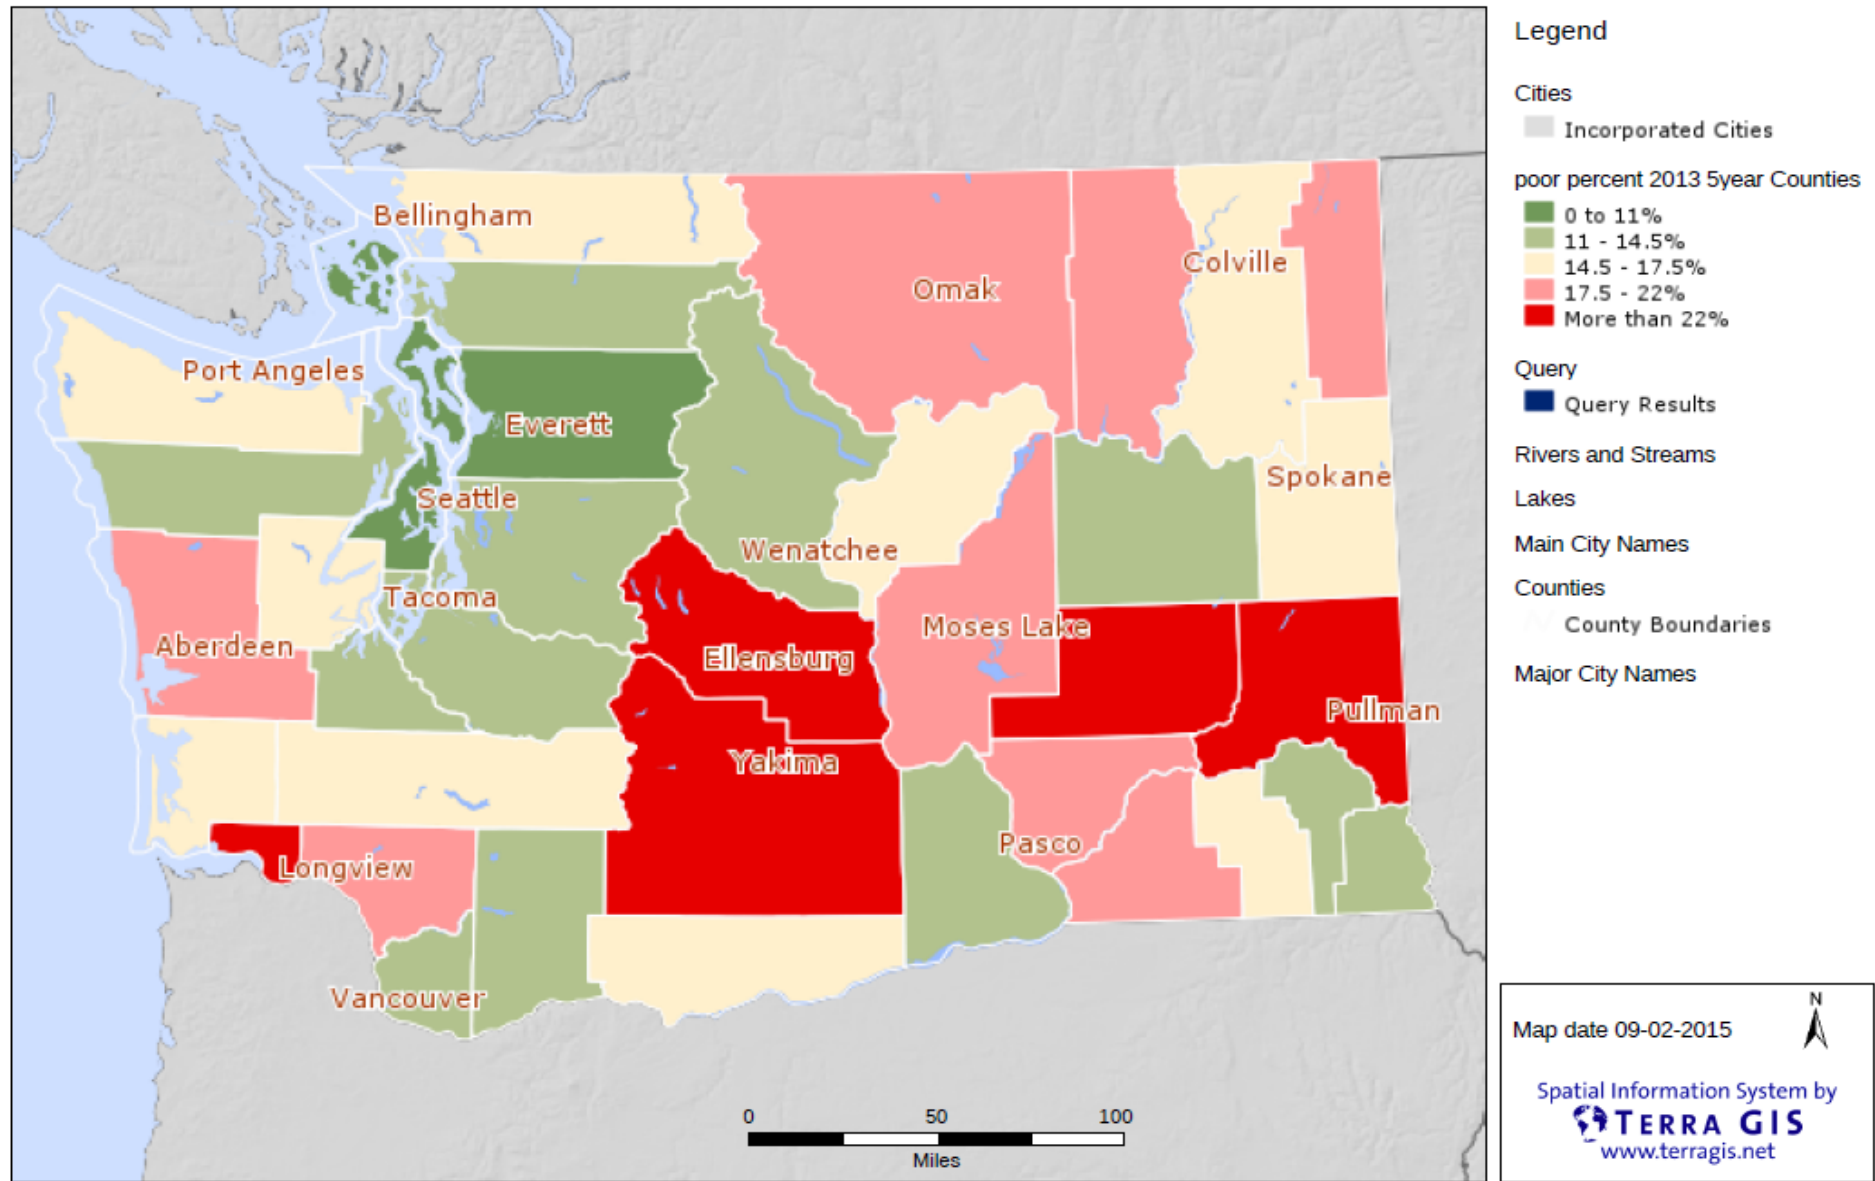 Bellingham
Omak
Colville
Port Angeles
Everett
Spokane
Seattle
Wenatchee
Tacoma
Moses Lake
Aberdeen
Ellensburg
Pullman
Yakima
Pasco
Longview
Vancouver
0 50 100
Miles
Legend
Cities
Incorporated Cities
poor percent 2013 5year Counties
0 to 11%
11 - 14.5%
14.5 - 17.5%
17.5 - 22%
More than 22%
Query
Query Results
Rivers and Streams
Lakes
Main City Names
Counties
County Boundaries
Major City Names
N
Map date 09-02-2015
Spatial Information System by
TERRA GIS
www.terragis.net